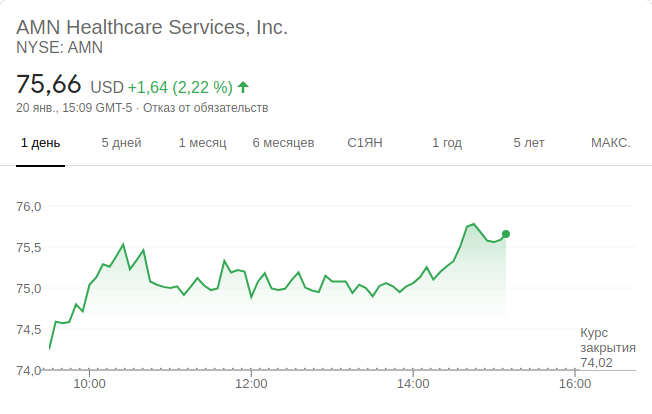 AMN Healthcare Services, Inc.
NYSE: AMN
75,66 USD +1,64 (2,22 %)
20 янв., 15:09 GMT-5 · Отказ от обязательств
1 день 5 дней 1 месяц 6 месяцев С1ЯН 1 год 5 лет МАКС.
76,0
75,5
75,0
74,5
Курс
закрытия
74,02
74,0
10:00 12:00 14:00 16:00